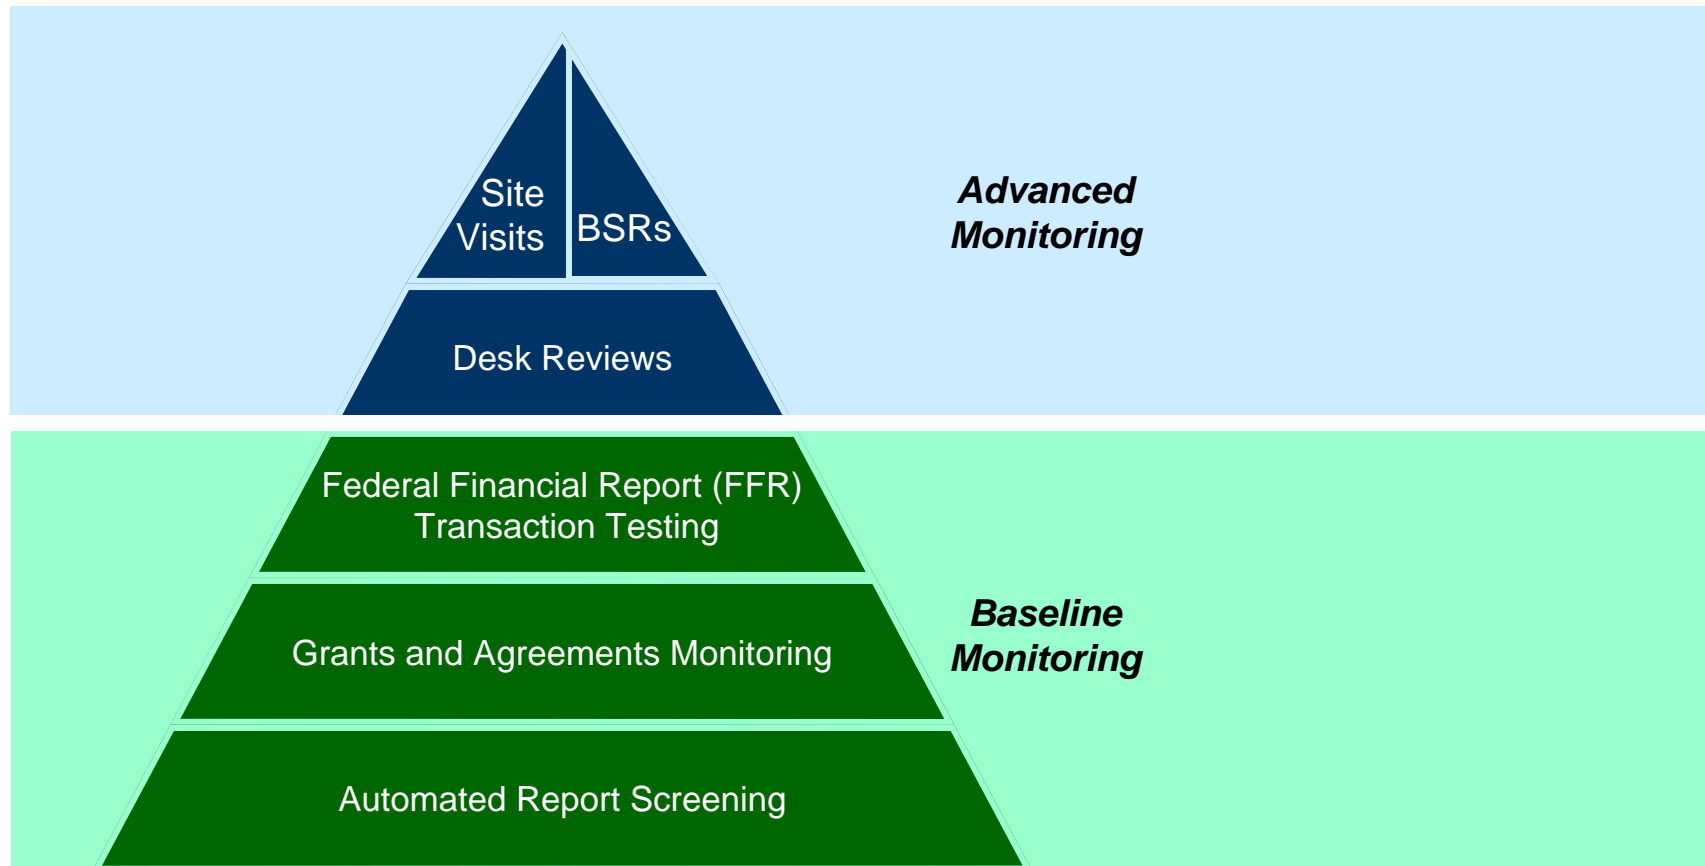 Site
Visits
BSRs
Advanced
Monitoring
Desk Reviews
Federal Financial Report (FFR)
Transaction Testing
Grants and Agreements Monitoring
Baseline
Monitoring
Automated Report Screening